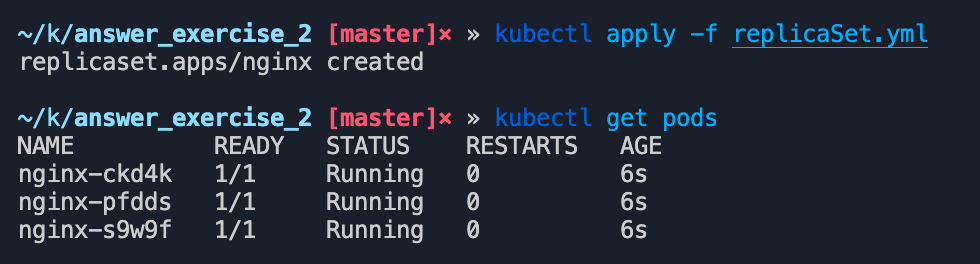 ~/k/answer_exercise_2 [master]× » kubectl apply -f replicaSet.yml
replicaset.apps/nginx created
~/k/answer_exercise_2 [master]× » kubectl get pods
NAME READY STATUS RESTARTS AGE
nginx-ckd4k 1/1 Running 0 6s
nginx-pfdds 1/1 Running 0 6s
nginx-s9w9f 1/1 Running 0 6s